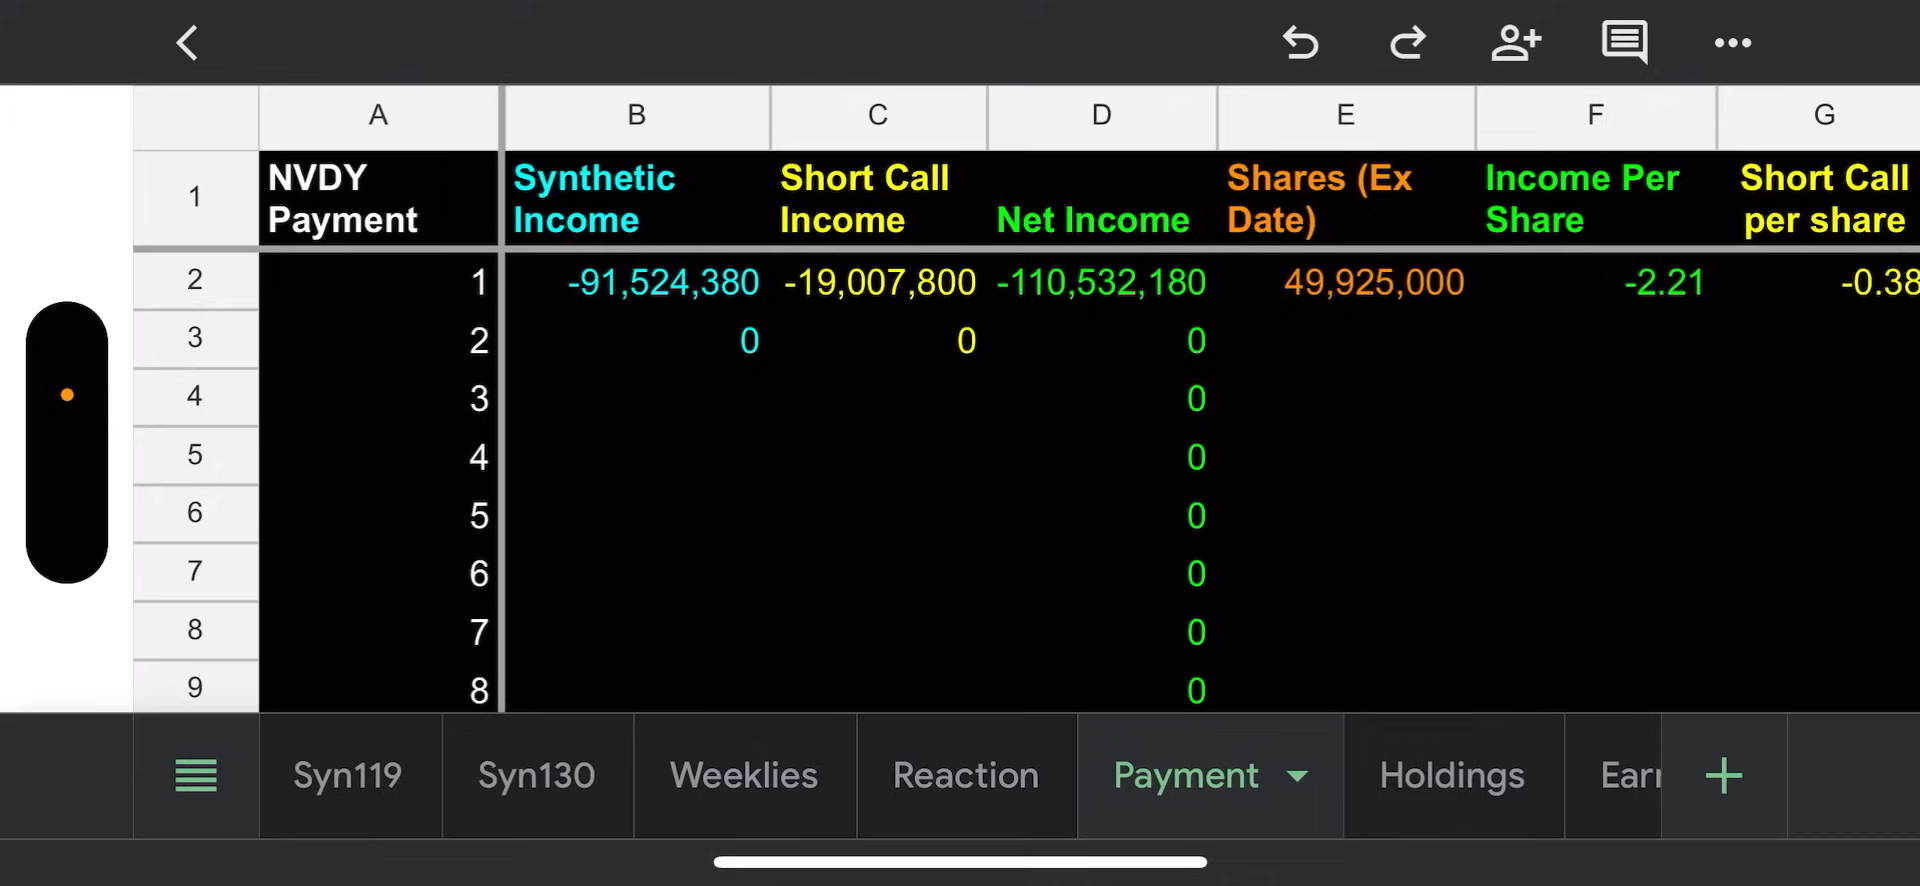 A B C D E F G
1 NVDY Payment Synthetic Income Short Call Income Net Income Shares (Ex Date) Income Per Share Short Call per share
2 1 -91,524,380 -19,007,800 -110,532,180 49,925,000 -2.21 -0.38
3 2 0 0 0
4 3 0
5 4 0
6 5 0
7 6 0
8 7 0
9 8 0
Syn119 Syn130 Weeklies Reaction Payment Holdings